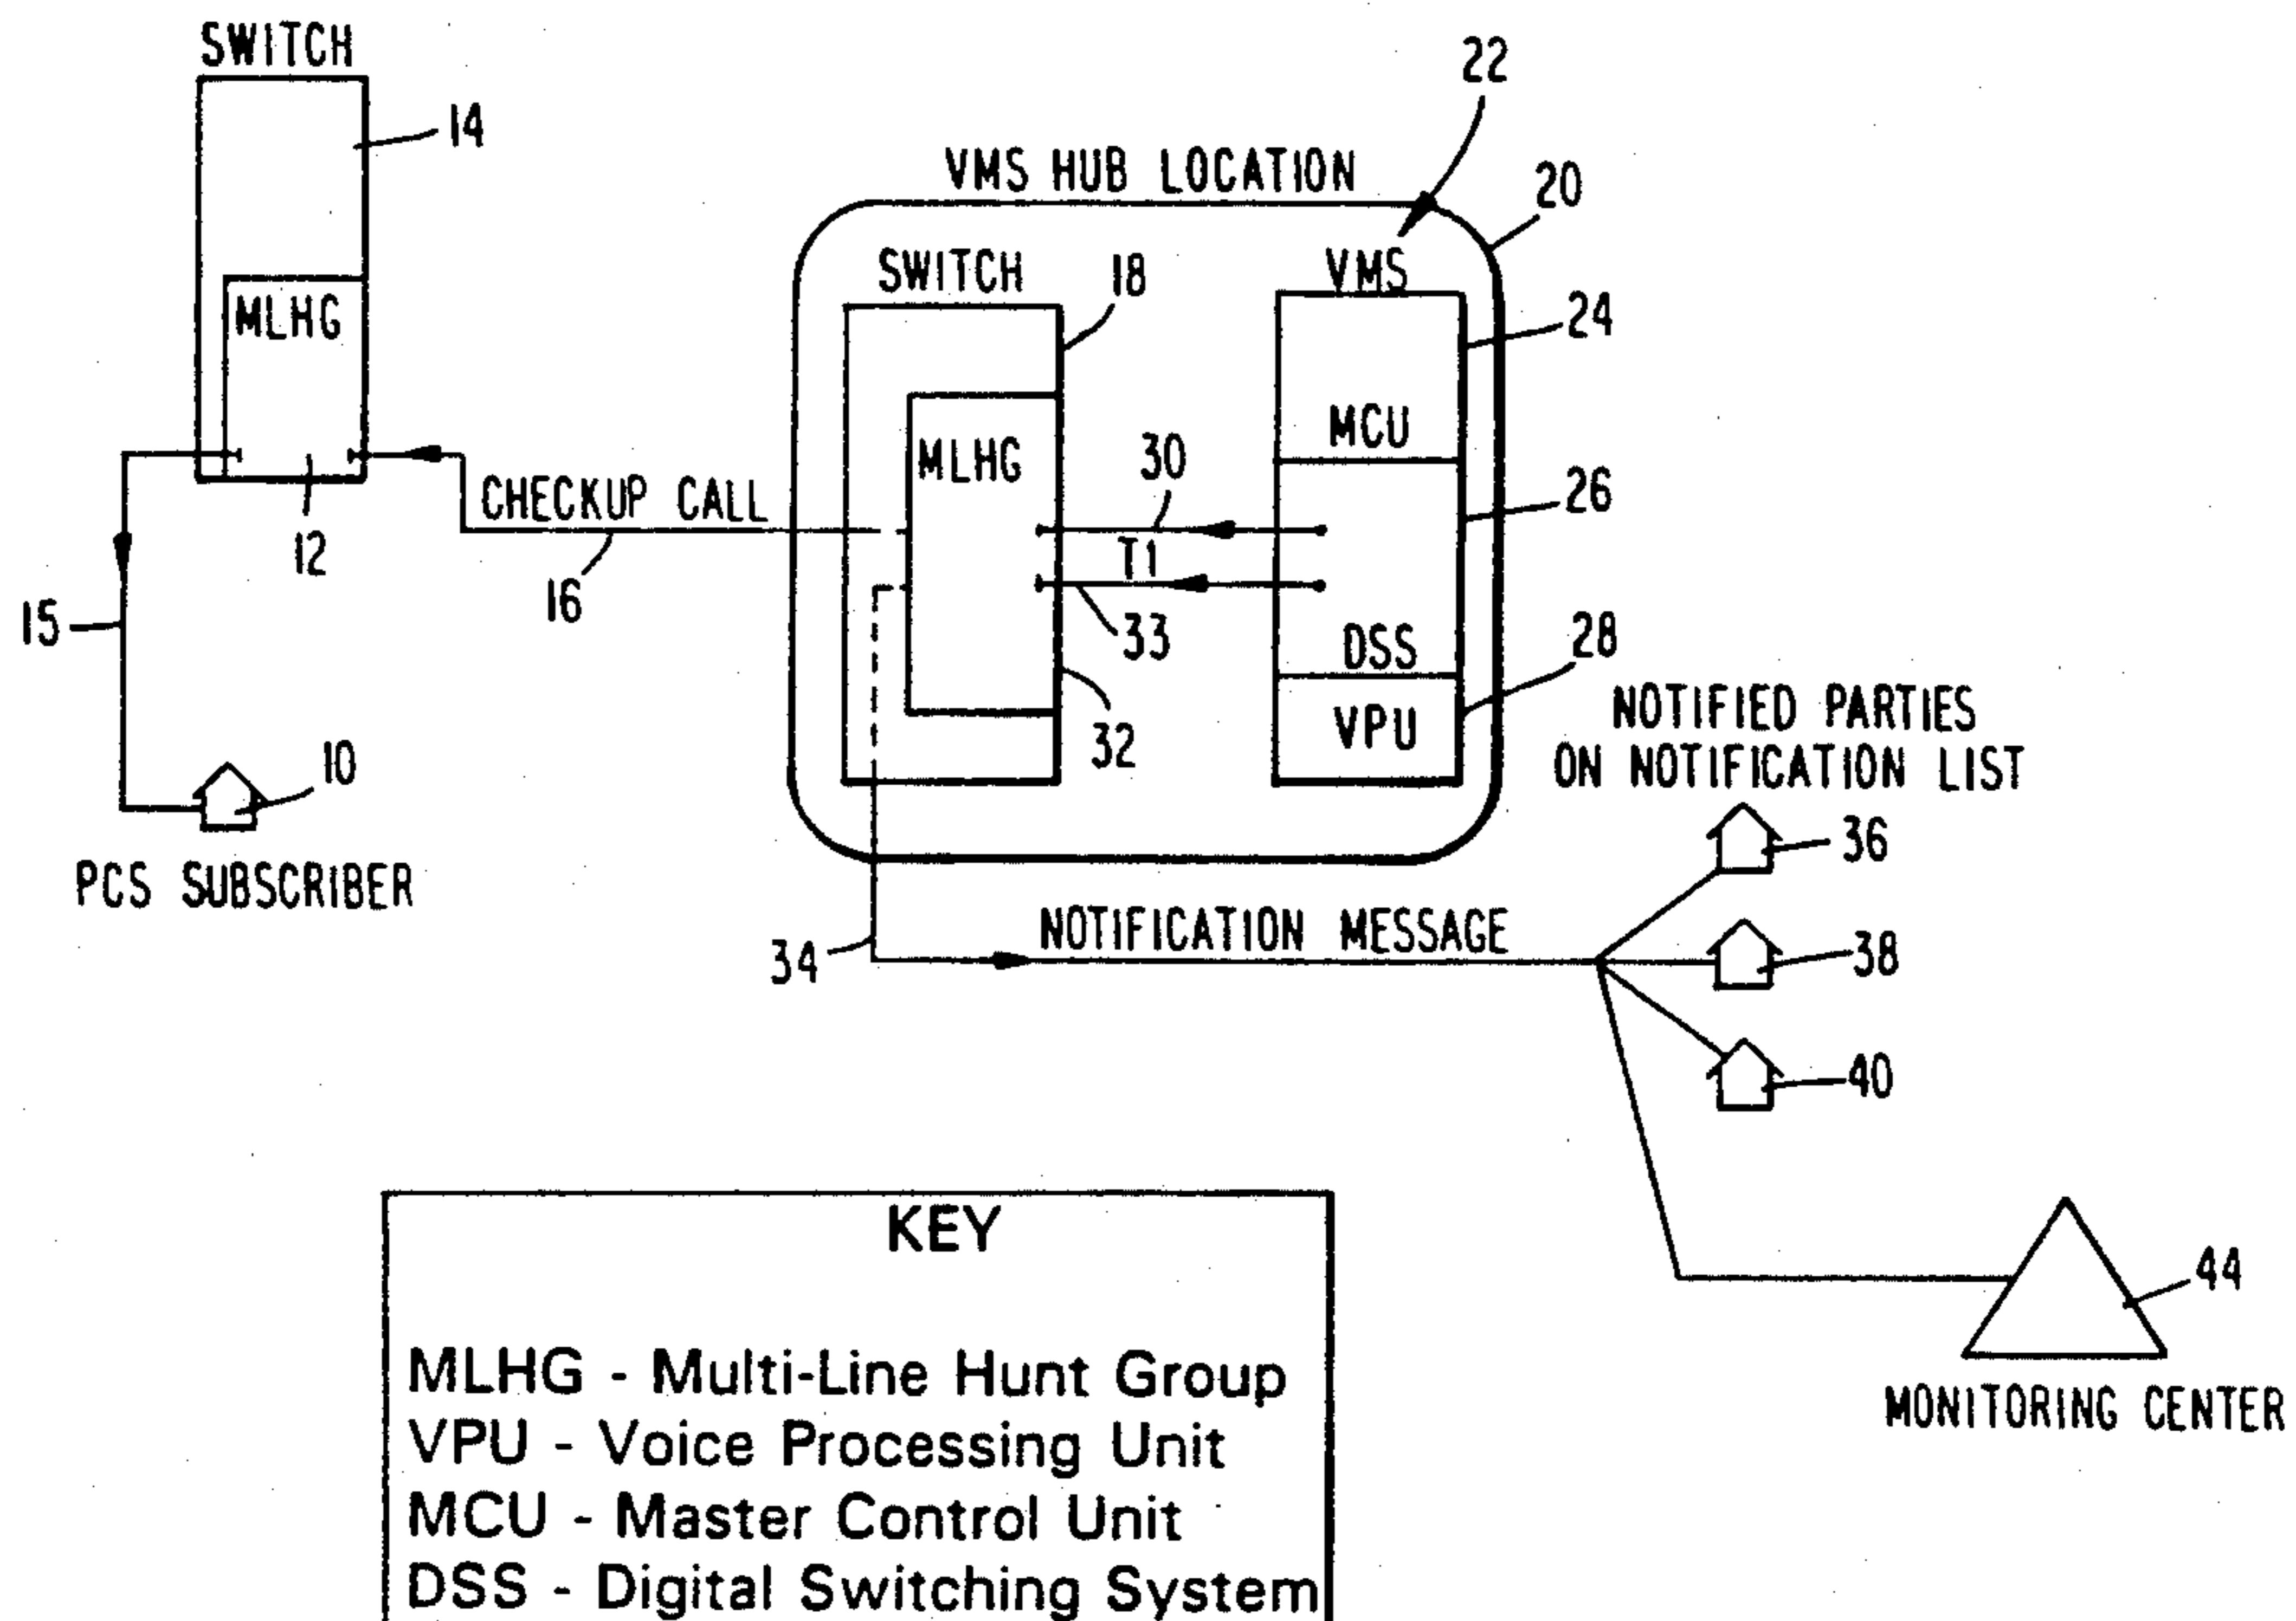 SWITCH
14
MLHG
12
15
10
PCS SUBSCRIBER
CHECKUP CALL
16
VMS HUB LOCATION
22
20
SWITCH
18
VMS
24
MLHG
MCU
30
26
T1
33
DSS
28
32
VPU
34
NOTIFICATION MESSAGE
NOTIFIED PARTIES
ON NOTIFICATION LIST
36
38
40
44
MONITORING CENTER
KEY
MLHG - Multi-Line Hunt Group
VPU - Voice Processing Unit
MCU - Master Control Unit
DSS - Digital Switching System